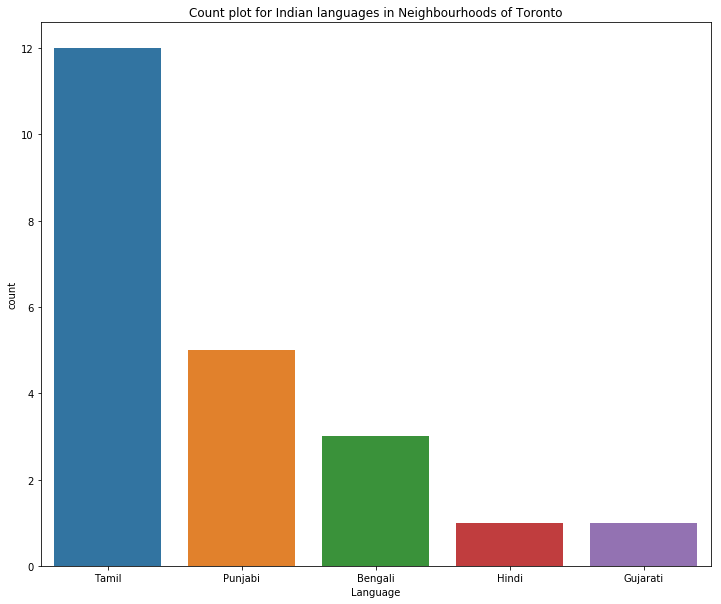 Count plot for Indian languages in Neighbourhoods of Toronto
12
10
8
6
4
2
0
count
Tamil Punjabi Bengali Hindi Gujarati
Language